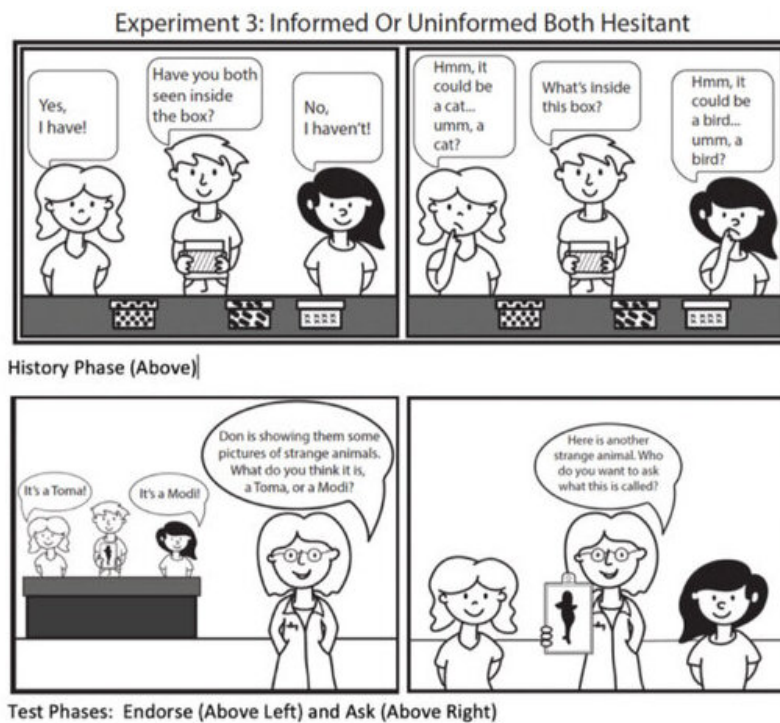 Experiment 3: Informed Or Uninformed Both Hesitant
Yes,
I have!
Have you both
seen inside
the box?
No,
I haven't!
Hmm, it
could be
a cat...
umm, a
cat?
What's inside
this box?
Hmm, it
could be
a bird...
umm, a
bird?
History Phase (Above)
It's a Toma!
It's a Modi!
Don is showing them some
pictures of strange animals.
What do you think it is,
a Toma, or a Modi?
Here is another
strange animal. Who
do you want to ask
what this is called?
Test Phases: Endorse (Above Left) and Ask (Above Right)